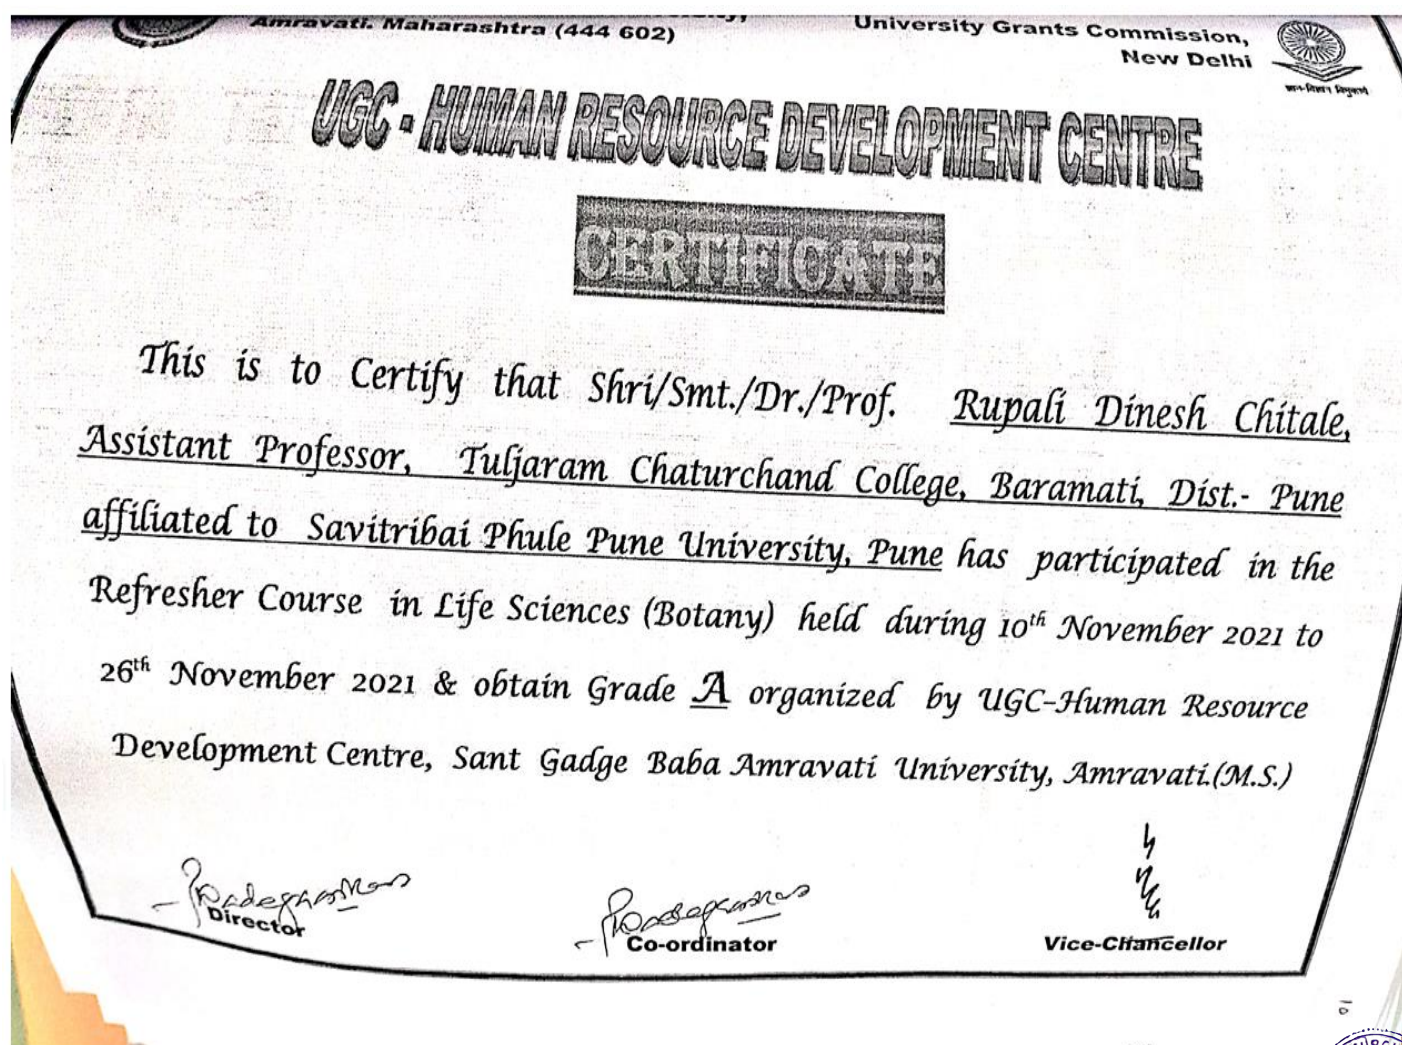 Amravati. Maharashtra (444 602)
University Grants Commission,
New Delhi
UGC - HUMAN RESOURCE DEVELOPMENT CENTRE
CERTIFICATE
This is to Certify that Shri/Smt./Dr./Prof. Rupali Dinesh Chitale,
Assistant Professor, Tuljaram Chaturchand College, Baramati, Dist.- Pune
affiliated to Savitribai Phule Pune University, Pune has participated in the
Refresher Course in Life Sciences (Botany) held during 10th November 2021 to
26th November 2021 & obtain Grade A organized by UGC-Human Resource
Development Centre, Sant Gadge Baba Amravati University, Amravati.(M.S.)
Director
Co-ordinator
Vice-Chancellor